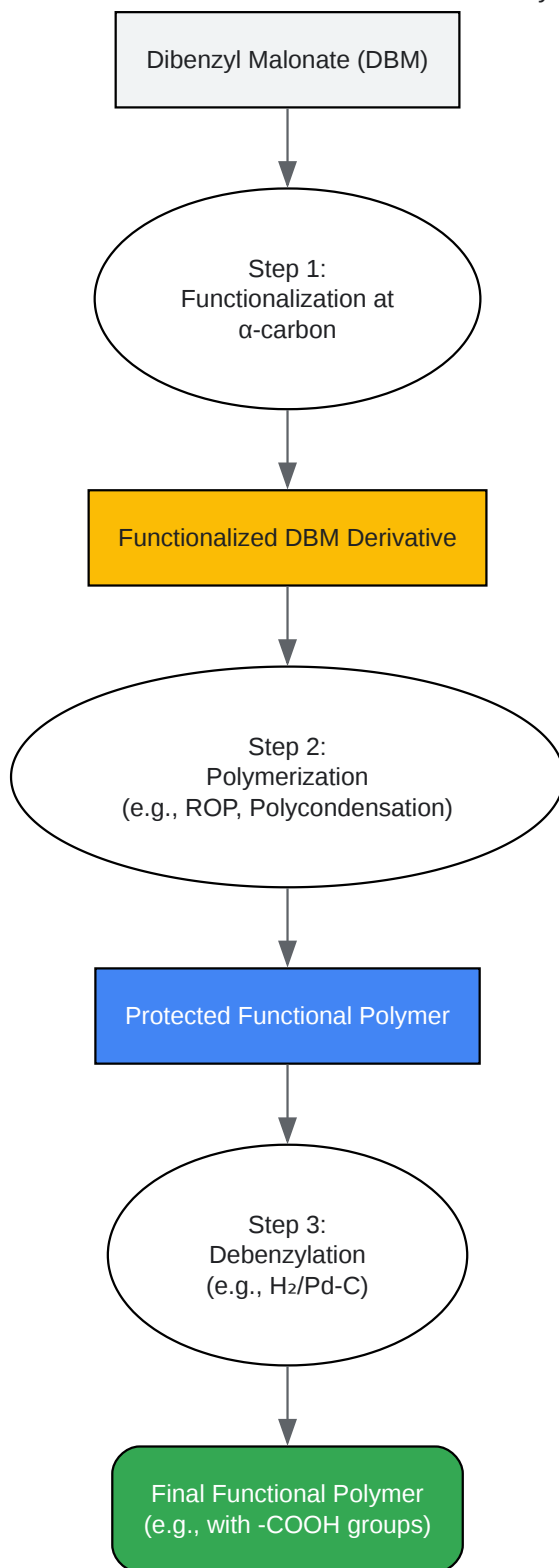 Dibenzyl Malonate (DBM)
Step 1:
Functionalization at
α-carbon
Functionalized DBM Derivative
Step 2:
Polymerization
(e.g., ROP, Polycondensation)
Protected Functional Polymer
Step 3:
Debenzylation
(e.g., H₂/Pd-C)
Final Functional Polymer
(e.g., with -COOH groups)